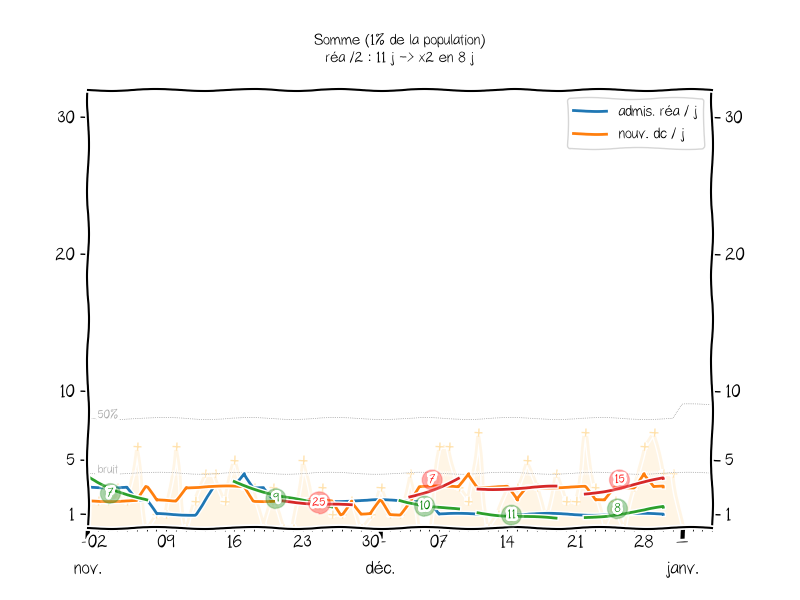 Somme (1% de la population)
réa /2 : 11 j -> x2 en 8 j
30
30
admis. réa / j
nouv. dc / j
20
20
10
10
50%
5
5
bruit
7
9
25
7
10
11
15
8
1
1
02 09 16 23 30 07 14 21 28
nov. déc. janv.